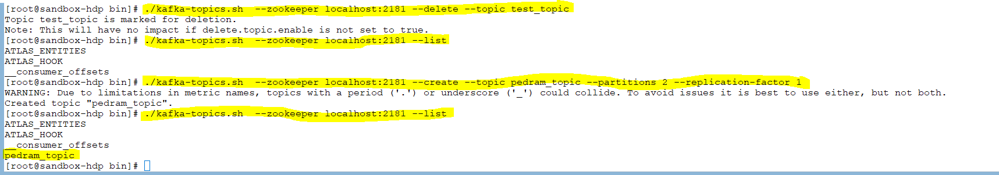 [root@sandbox-hdp bin]# ./kafka-topics.sh  --zookeeper localhost:2181 --delete --topic test_topic
Topic test_topic is marked for deletion.
Note: This will have no impact if delete.topic.enable is not set to true.
[root@sandbox-hdp bin]# ./kafka-topics.sh  --zookeeper localhost:2181 --list
ATLAS_ENTITIES
ATLAS_HOOK
__consumer_offsets
[root@sandbox-hdp bin]# ./kafka-topics.sh  --zookeeper localhost:2181 --create --topic pedram_topic --partitions 2 --replication-factor 1
WARNING: Due to limitations in metric names, topics with a period ('.') or underscore ('_') could collide. To avoid issues it is best to use either, but not both.
Created topic "pedram_topic".
[root@sandbox-hdp bin]# ./kafka-topics.sh  --zookeeper localhost:2181 --list
ATLAS_ENTITIES
ATLAS_HOOK
__consumer_offsets
pedram_topic
[root@sandbox-hdp bin]#